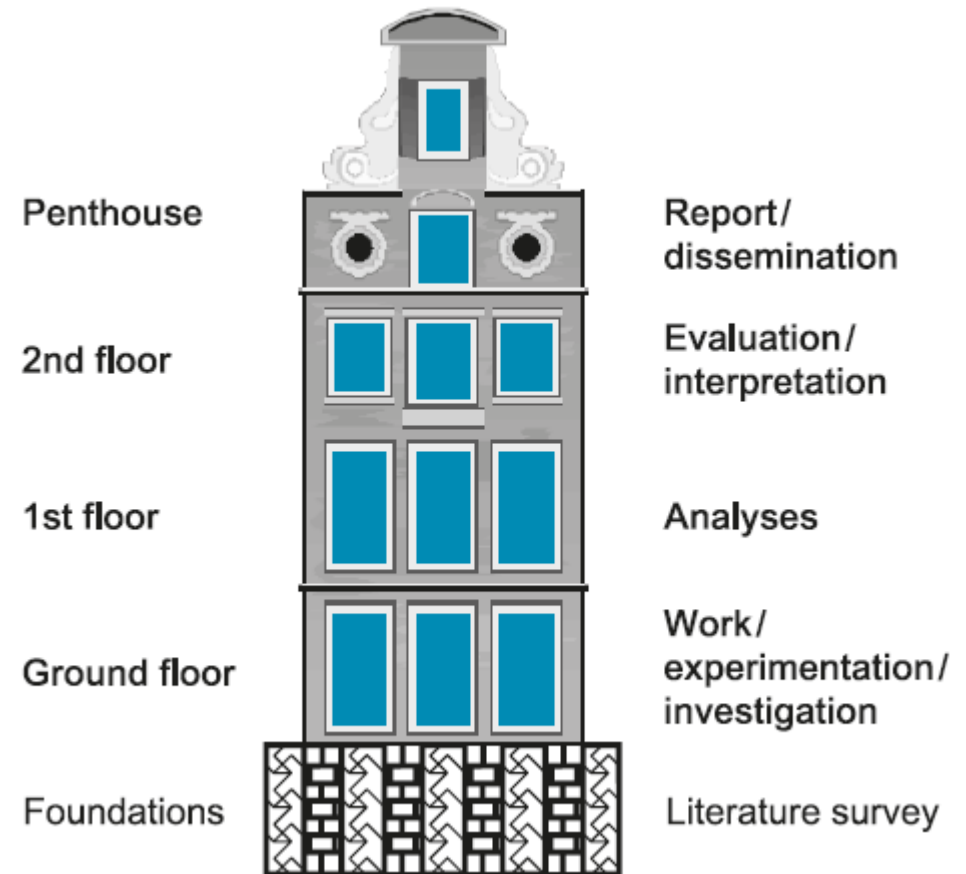 Penthouse
Report/
dissemination
2nd floor
Evaluation/
interpretation
1st floor
Analyses
Ground floor
Work/
experimentation/
investigation
Foundations
Literature survey